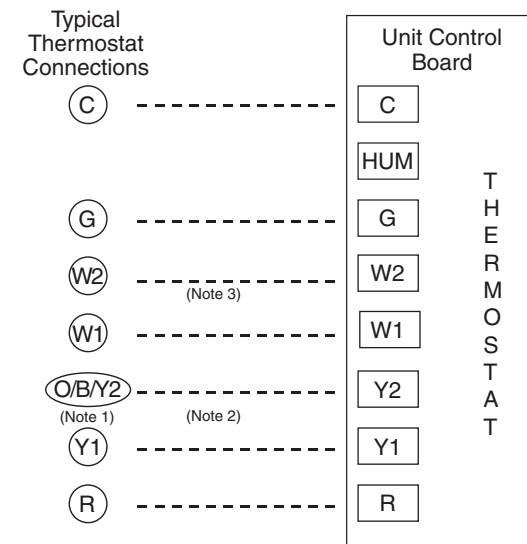 Typical
Thermostat
Connections
Unit Control
Board
C
C
HUM
G
G
W2
(Note 3)
W2
W1
W1
O/B/Y2
(Note 1)
(Note 2)
Y2
Y1
Y1
R
R
THERMOSTAT